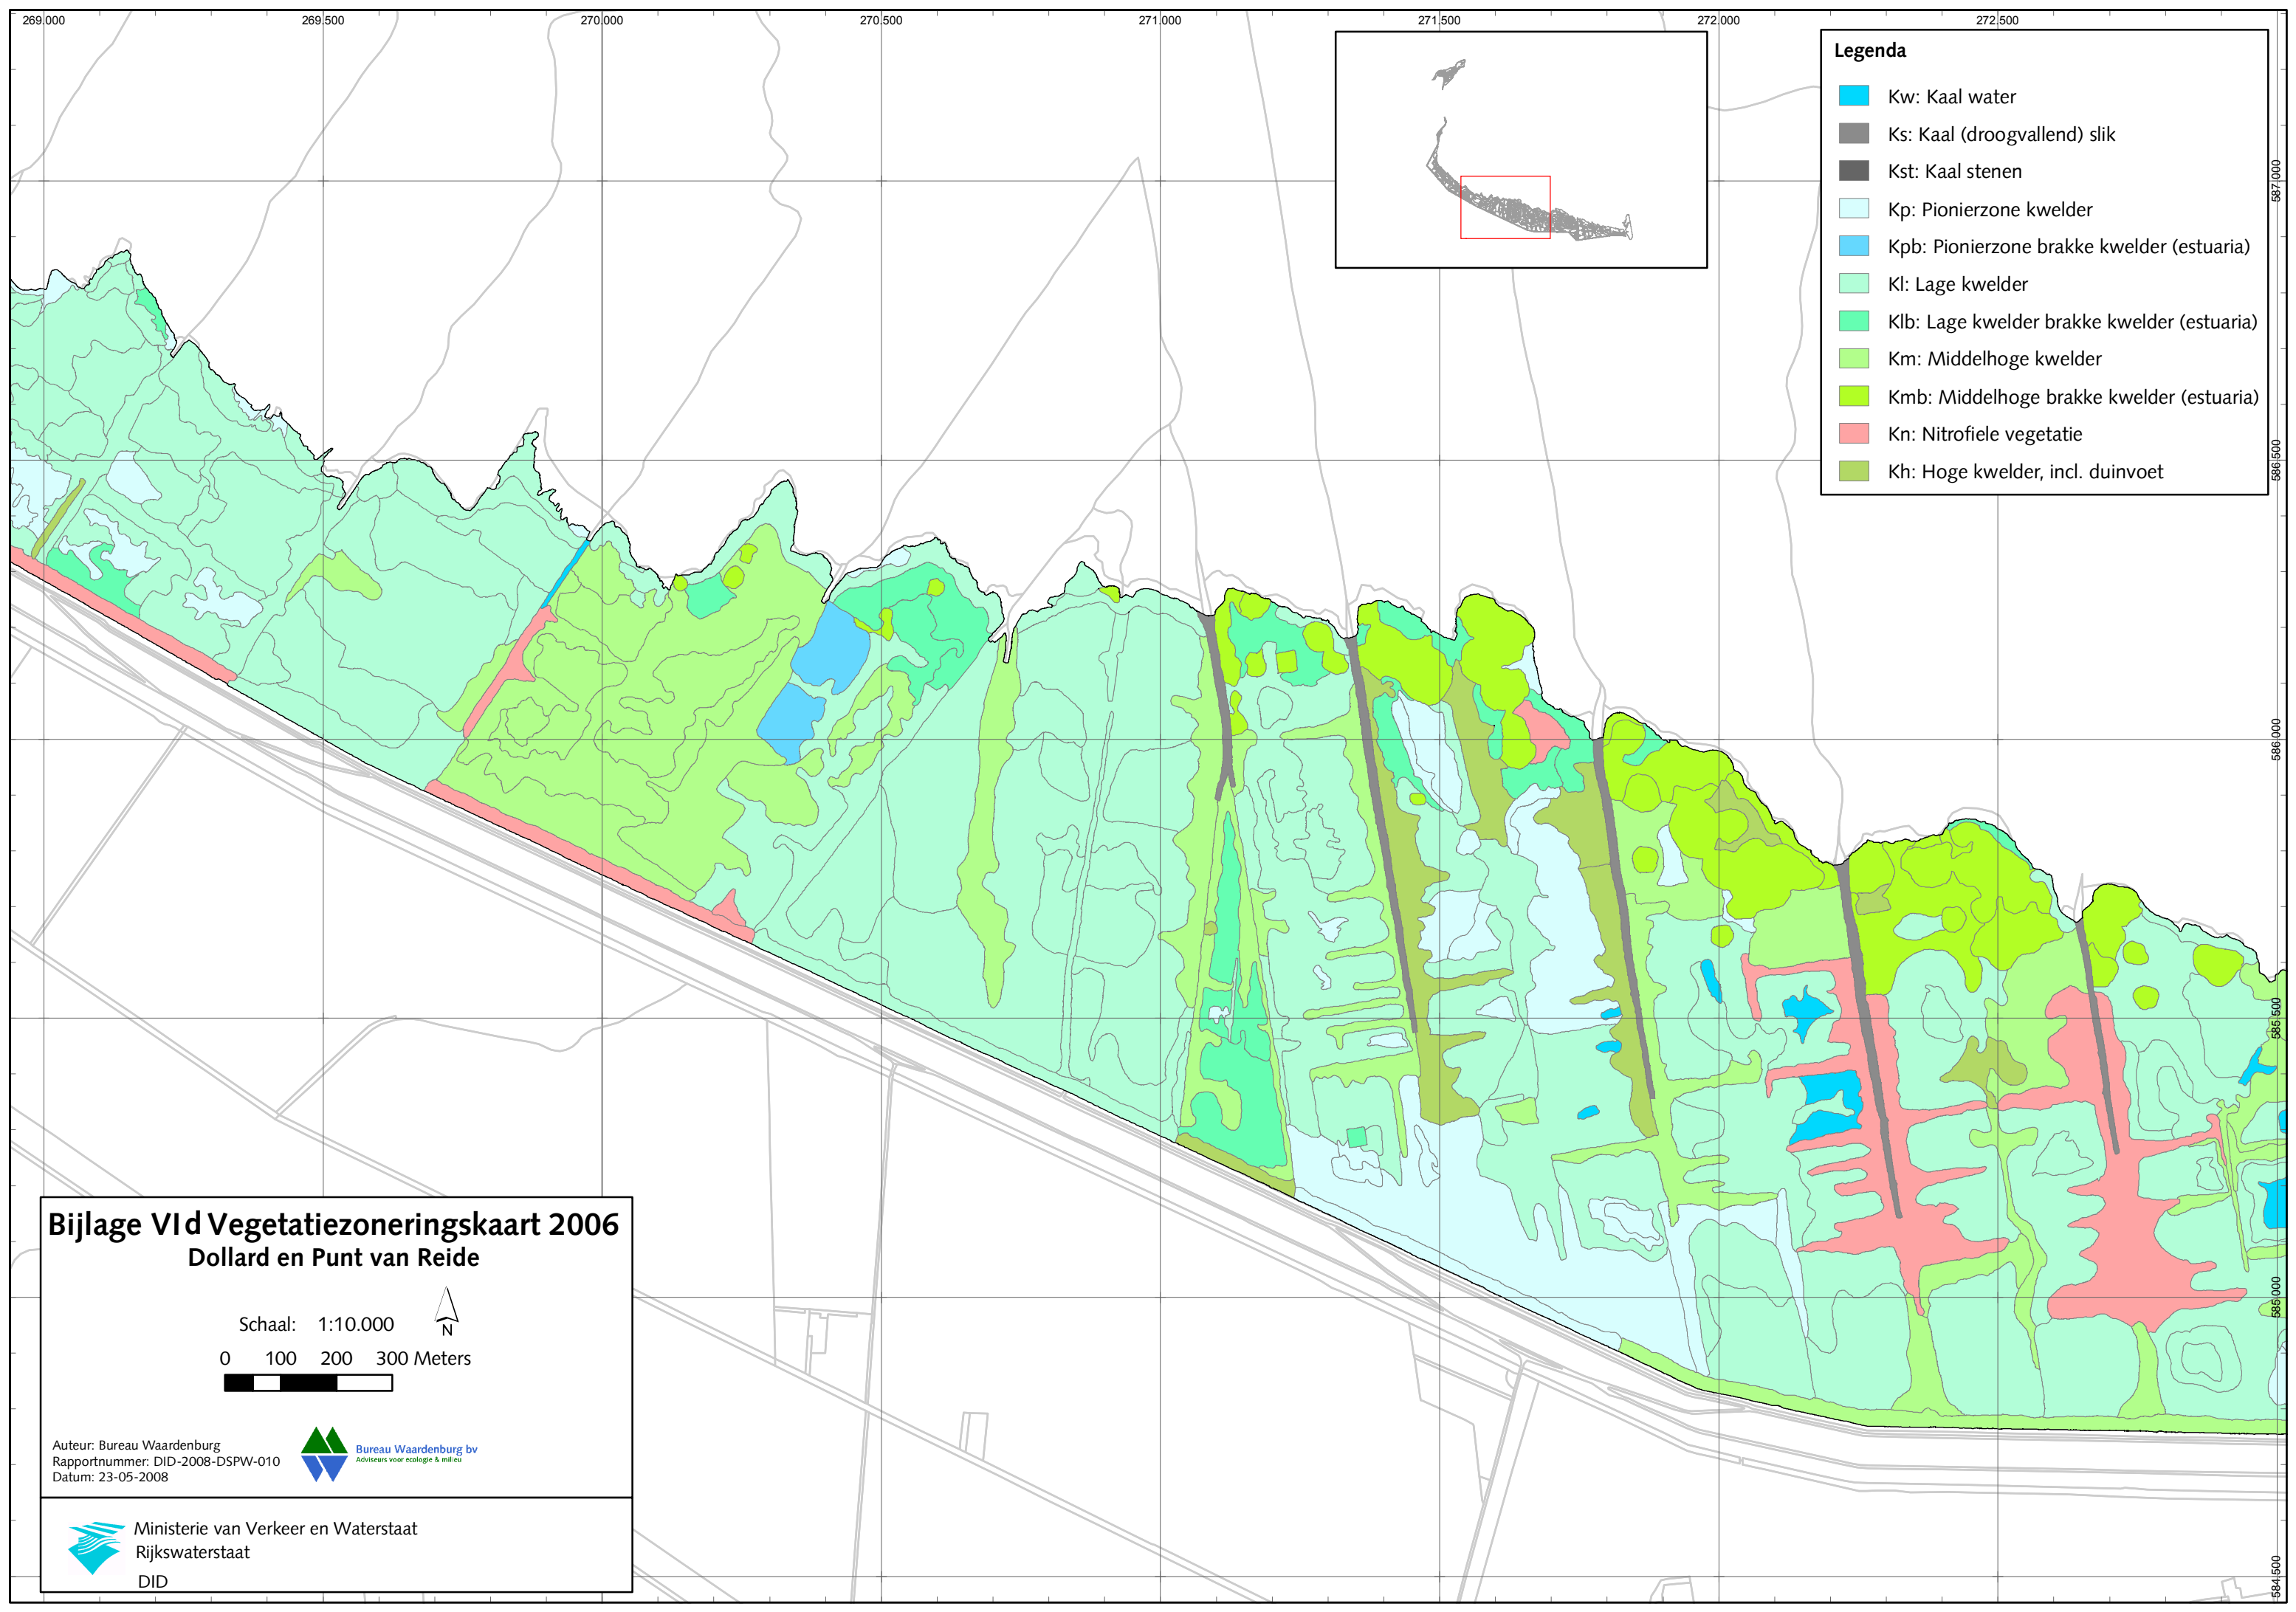 269.000 269.500 270.000 270.500 271.000 271.500 272.000 272.500
Legenda
Kw: Kaal water
Ks: Kaal (droogvallend) slik
Kst: Kaal stenen
Kp: Pionierzone kwelder
Kpb: Pionierzone brakke kwelder (estuaria)
Kl: Lage kwelder
Klb: Lage kwelder brakke kwelder (estuaria)
Km: Middelhoge kwelder
Kmb: Middelhoge brakke kwelder (estuaria)
Kn: Nitrofiele vegetatie
Kh: Hoge kwelder, incl. duinvoet
587.000
586.500
586.000
585.500
585.000
584.500
Bijlage VId Vegetatiezoneringskaart 2006
Dollard en Punt van Reide
Schaal: 1:10.000
N
0 100 200 300 Meters
Auteur: Bureau Waardenburg
Rapportnummer: DID-2008-DSPW-010
Datum: 23-05-2008
Bureau Waardenburg bv
Adviseurs voor ecologie & milieu
Ministerie van Verkeer en Waterstaat
Rijkswaterstaat
DID